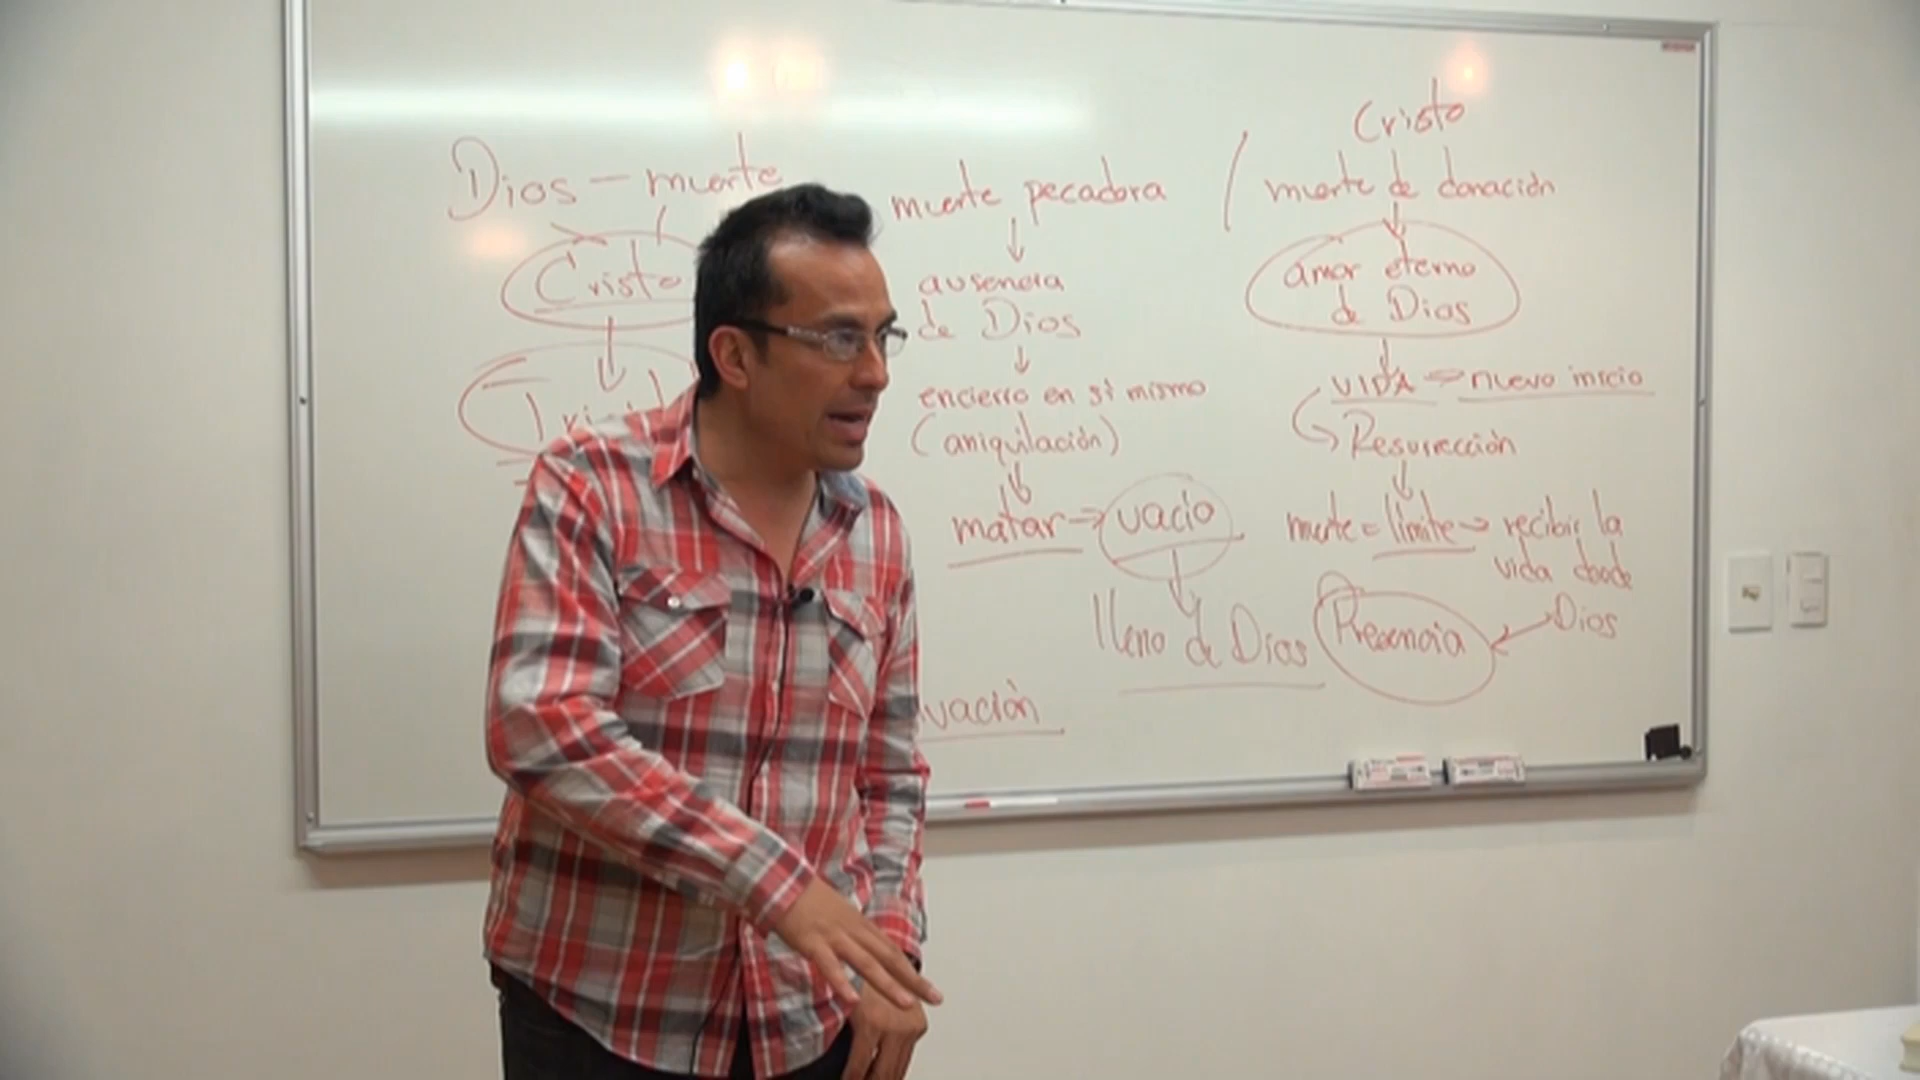 Dios – muerte
Cristo
muerte pecadora
ausencia
de Dios
encierro en sí mismo
(aniquilación)
matar → vacío
lleno de Dios
vación
Cristo
muerte de donación
amor eterno
de Dios
VIDA → nuevo inicio
Resurrección
muerte = límite → recibir la
vida desde
Dios
Presencia